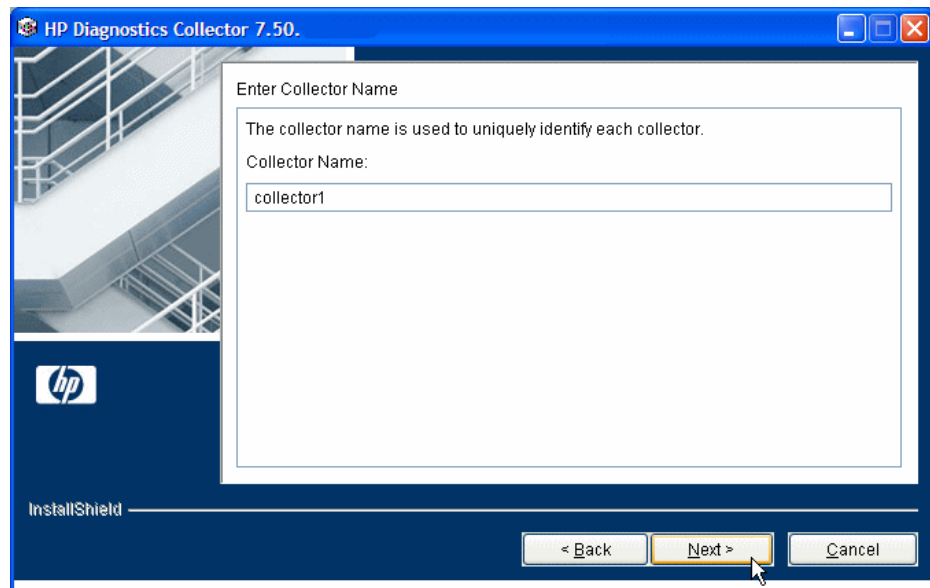 HP Diagnostics Collector 7.50.
Enter Collector Name
The collector name is used to uniquely identify each collector.
Collector Name:
collector1
hp
InstallShield
< Back
Next >
Cancel